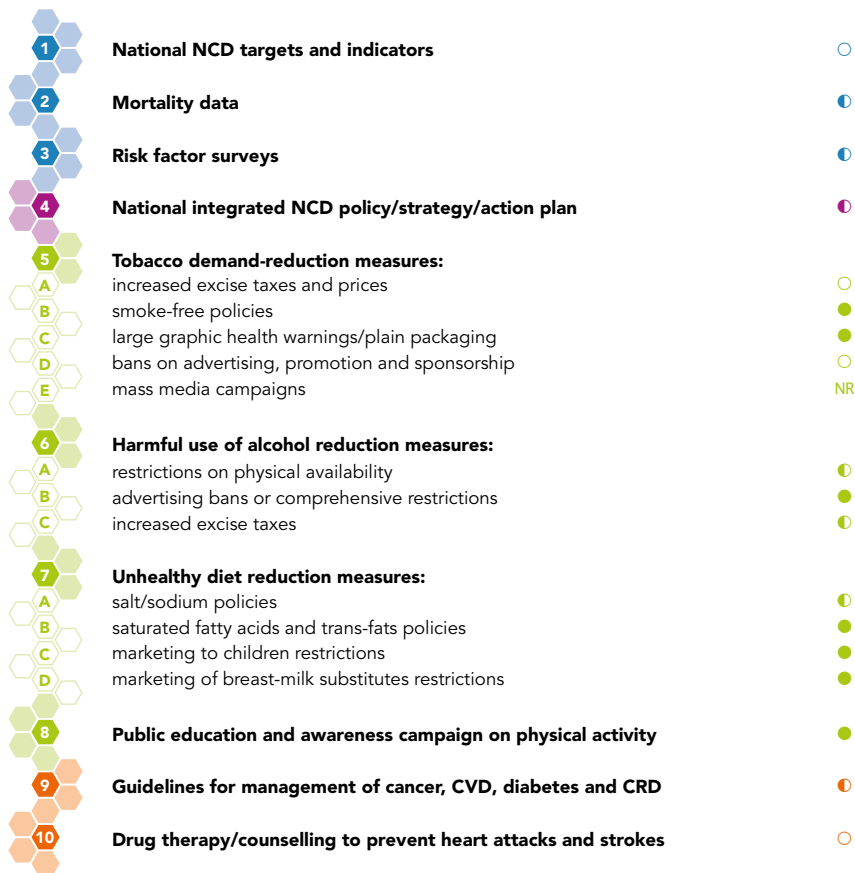 1 National NCD targets and indicators ○
2 Mortality data ◐
3 Risk factor surveys ◐
4 National integrated NCD policy/strategy/action plan ◐
5 Tobacco demand-reduction measures:
A increased excise taxes and prices ○
B smoke-free policies ●
C large graphic health warnings/plain packaging ●
D bans on advertising, promotion and sponsorship ○
E mass media campaigns NR
6 Harmful use of alcohol reduction measures:
A restrictions on physical availability ◐
B advertising bans or comprehensive restrictions ●
C increased excise taxes ◐
7 Unhealthy diet reduction measures:
A salt/sodium policies ◐
B saturated fatty acids and trans-fats policies ●
C marketing to children restrictions ●
D marketing of breast-milk substitutes restrictions ●
8 Public education and awareness campaign on physical activity ●
9 Guidelines for management of cancer, CVD, diabetes and CRD ◐
10 Drug therapy/counselling to prevent heart attacks and strokes ○